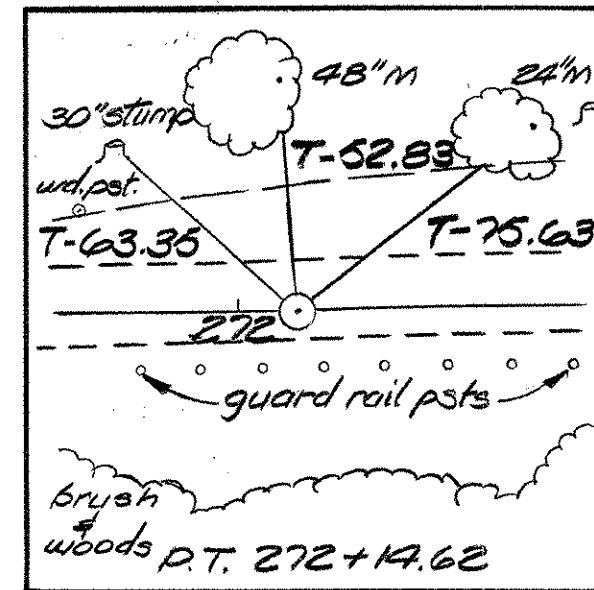 48"m
24"m
30"stump
T-52.83
wd. pst.
T-63.35
T-75.63
272
guard rail psts
brush
&
woods
P.T. 272+14.62